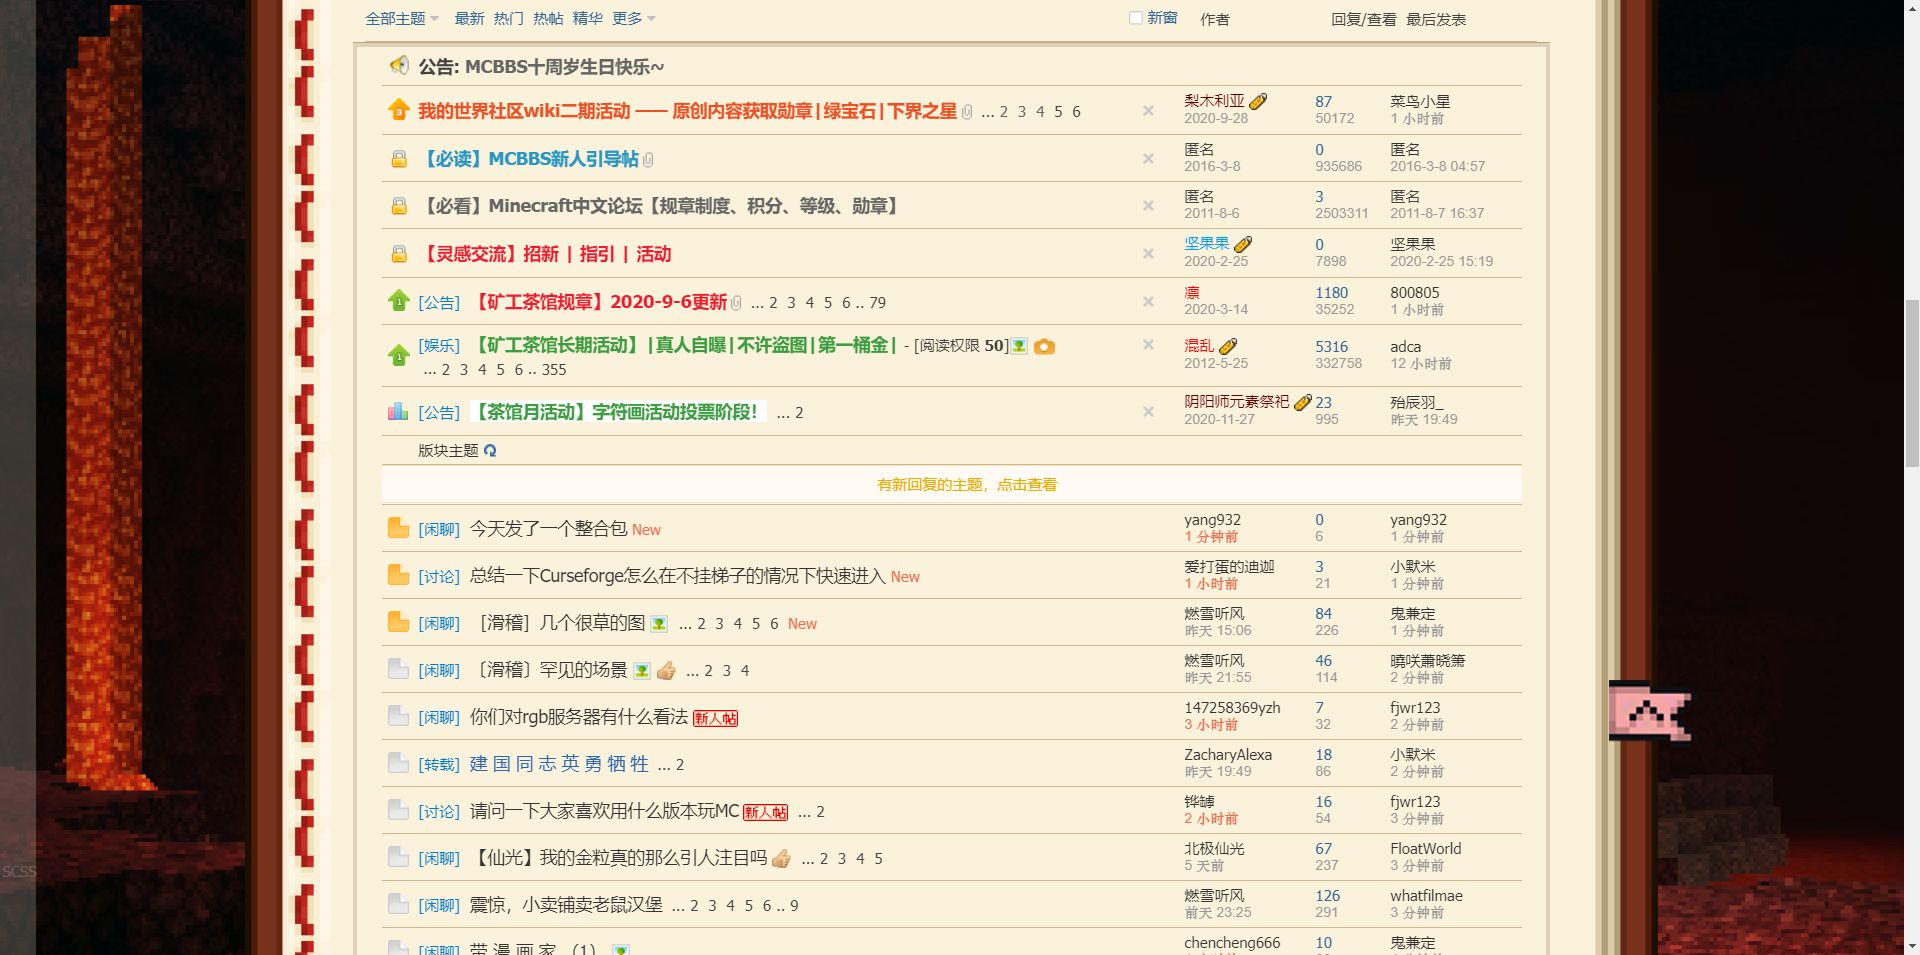 全部主题 最新 热门 热帖 精华 更多 新窗 作者 回复/查看 最后发表
公告: MCBBS十周岁生日快乐~
我的世界社区wiki二期活动 —— 原创内容获取勋章|绿宝石|下界之星 ... 2 3 4 5 6 梨木利亚 87 菜鸟小星
2020-9-28 50172 1 小时前
【必读】MCBBS新人引导帖 匿名 0 匿名
2016-3-8 935686 2016-3-8 04:57
【必看】Minecraft中文论坛【规章制度、积分、等级、勋章】 匿名 3 匿名
2011-8-6 2503311 2011-8-7 16:37
【灵感交流】招新 | 指引 | 活动 坚果果 0 坚果果
2020-2-25 7898 2020-2-25 15:19
[公告] 【矿工茶馆规章】2020-9-6更新 ... 2 3 4 5 6 .. 79 凛 1180 800805
2020-3-14 35252 1 小时前
[娱乐] 【矿工茶馆长期活动】|真人自曝|不许盗图|第一桶金| - [阅读权限 50] 混乱 5316 adca
... 2 3 4 5 6 .. 355 2012-5-25 332758 12 小时前
[公告] 【茶馆月活动】字符画活动投票阶段！ ... 2 阴阳师元素祭祀 23 殆辰羽_
2020-11-27 995 昨天 19:49
版块主题
有新回复的主题，点击查看
[闲聊] 今天发了一个整合包 New yang932 0 yang932
1 分钟前 6 1 分钟前
[讨论] 总结一下Curseforge怎么在不挂梯子的情况下快速进入 New 爱打蛋的迪迦 3 小默米
1 小时前 21 1 分钟前
[闲聊] ［滑稽］几个很草的图 ... 2 3 4 5 6 New 燃雪听风 84 鬼兼定
昨天 15:06 226 1 分钟前
[闲聊] 〔滑稽〕罕见的场景 ... 2 3 4 燃雪听风 46 曉咲蕭晓箫
昨天 21:55 114 2 分钟前
[闲聊] 你们对rgb服务器有什么看法 新人帖 147258369yzh 7 fjwr123
3 小时前 32 2 分钟前
[转载] 建 国 同 志 英 勇 牺 牲 ... 2 ZacharyAlexa 18 小默米
昨天 19:49 86 2 分钟前
[讨论] 请问一下大家喜欢用什么版本玩MC 新人帖 ... 2 铧罅 16 fjwr123
2 小时前 54 3 分钟前
[闲聊] 【仙光】我的金粒真的那么引人注目吗 ... 2 3 4 5 北极仙光 67 FloatWorld
5 天前 237 3 分钟前
[闲聊] 震惊，小卖铺卖老鼠汉堡 ... 2 3 4 5 6 .. 9 燃雪听风 126 whatfilmae
前天 23:25 291 3 分钟前
[闲聊] 带 漫 画 家 （1） chencheng666 10 鬼兼定
scss